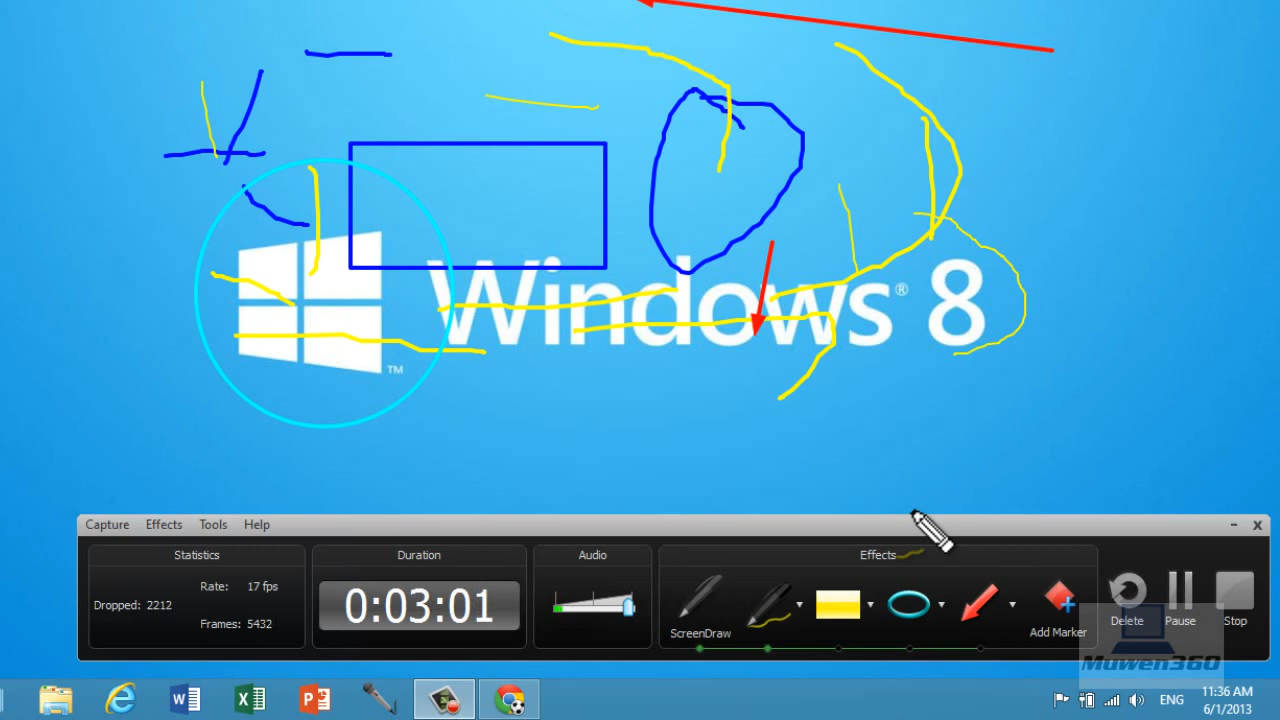 Windows® 8
TM
Capture Effects Tools Help
Statistics
Rate: 17 fps
Dropped: 2212
Frames: 5432
Duration
0:03:01
Audio
Effects
ScreenDraw
Add Marker
Delete
Pause
Stop
Muwen360
ENG
11:36 AM
6/1/2013